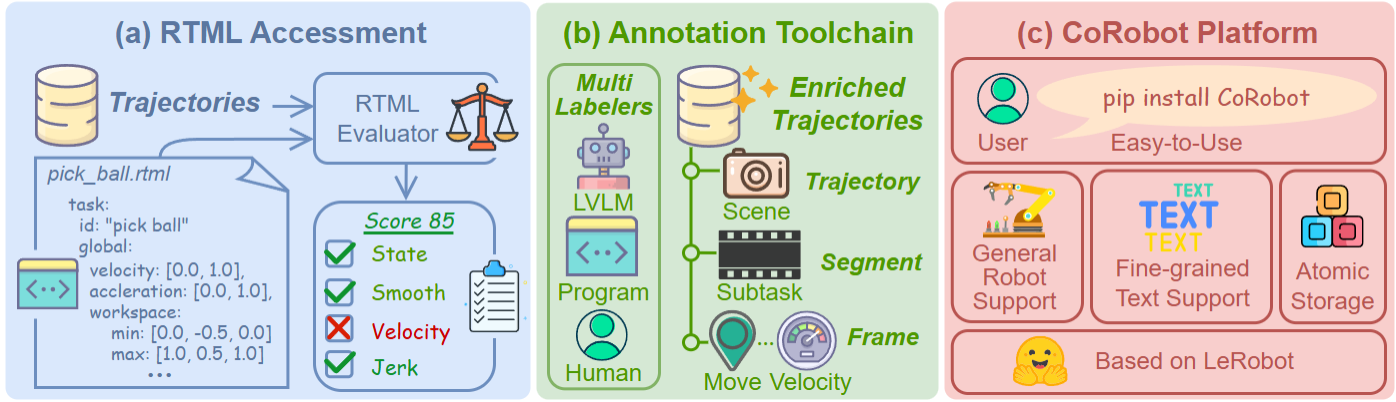 (a) RTML Accessment
Trajectories
RTML
Evaluator
pick_ball.rtml
task:
id: "pick ball"
global:
velocity: [0.0, 1.0],
accleration: [0.0, 1.0],
workspace:
min: [0.0, -0.5, 0.0]
max: [1.0, 0.5, 1.0]
...
Score 85
State
Smooth
Velocity
Jerk
(b) Annotation Toolchain
Multi
Labelers
LVLM
Program
Human
Enriched
Trajectories
Trajectory
Scene
Segment
Subtask
Frame
...
Move Velocity
(c) CoRobot Platform
pip install CoRobot
User
Easy-to-Use
General
Robot
Support
TEXT
TEXT
TEXT
Fine-grained
Text Support
Atomic
Storage
Based on LeRobot